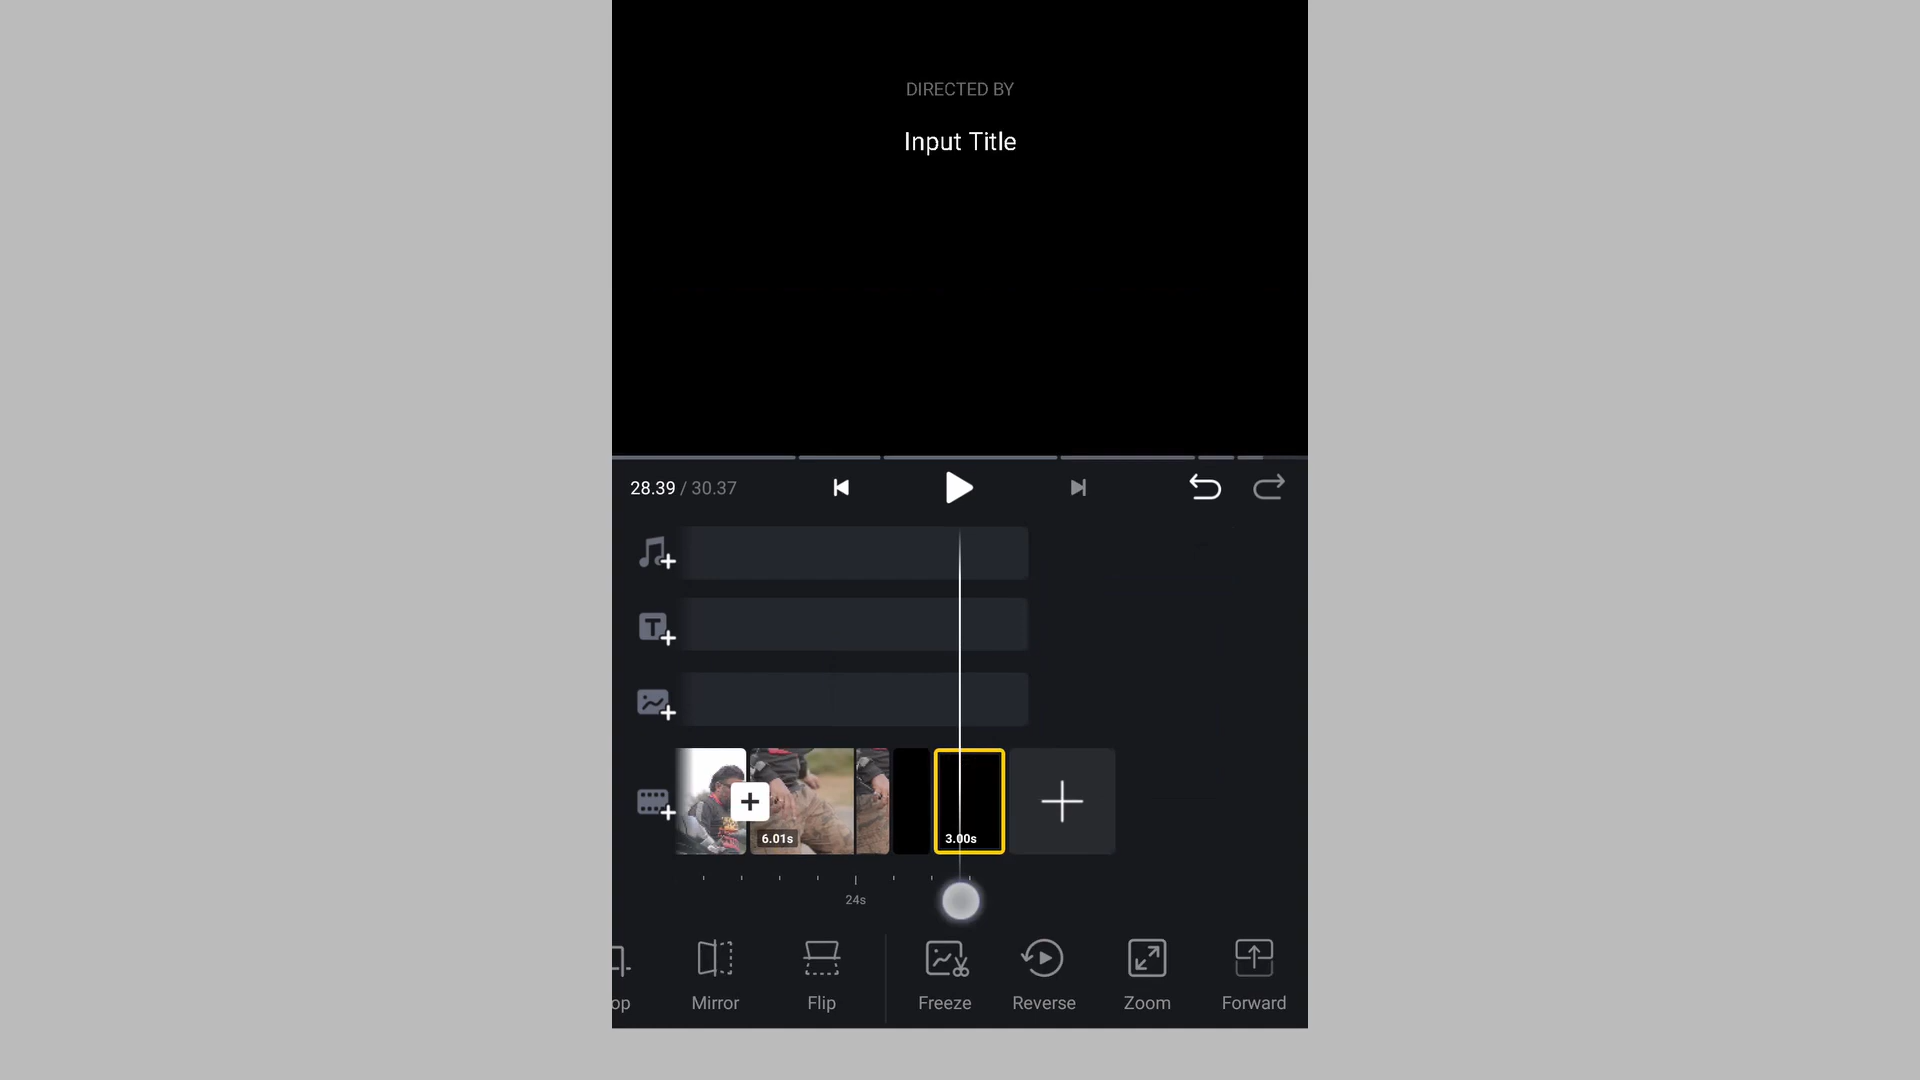 DIRECTED BY
Input Title
28.39 / 30.37
6.01s
3.00s
24s
op
Mirror
Flip
Freeze
Reverse
Zoom
Forward